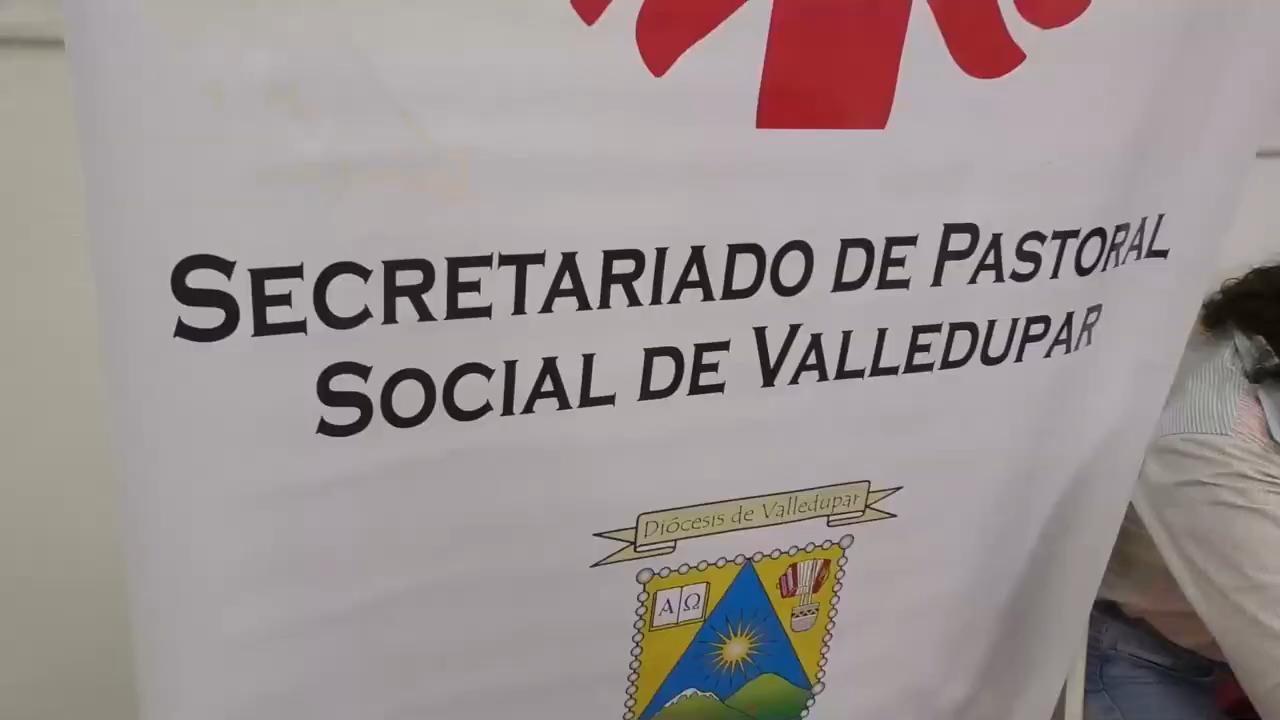 SECRETARIADO DE PASTORAL
SOCIAL DE VALLEDUPAR
Diócesis de Valledupar
Α Ω